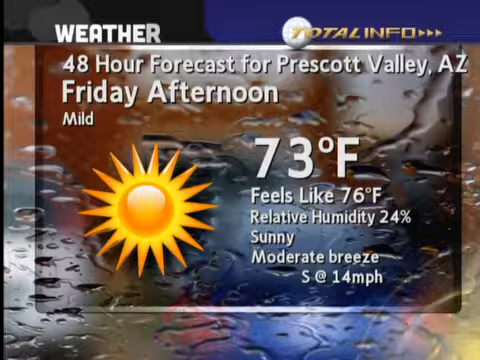 WEATHER
TOTALINFO
48 Hour Forecast for Prescott Valley, AZ
Friday Afternoon
Mild
73°F
Feels Like 76°F
Relative Humidity 24%
Sunny
Moderate breeze
S @ 14mph